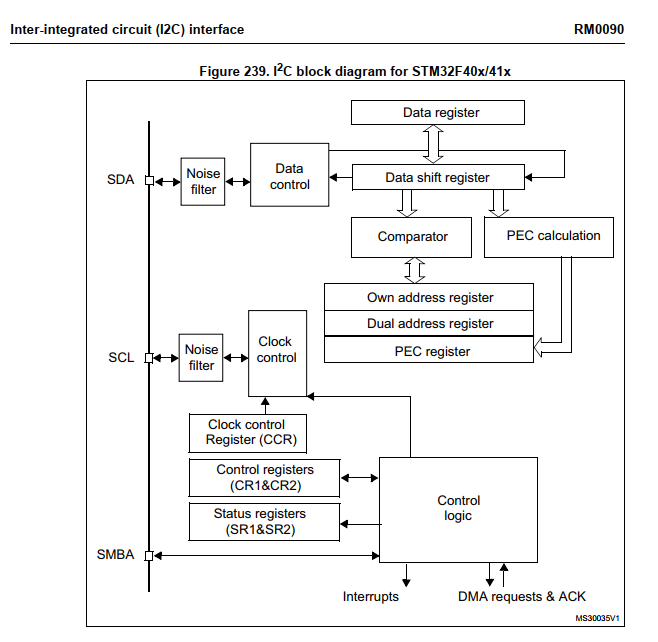 Inter-integrated circuit (I2C) interface
RM0090
Figure 239. I2C block diagram for STM32F40x/41x
Data register
SDA
Noise
filter
Data
control
Data shift register
Comparator
PEC calculation
Own address register
Dual address register
PEC register
SCL
Noise
filter
Clock
control
Clock control
Register (CCR)
Control registers
(CR1&CR2)
Status registers
(SR1&SR2)
Control
logic
SMBA
Interrupts
DMA requests & ACK
MS30035V1